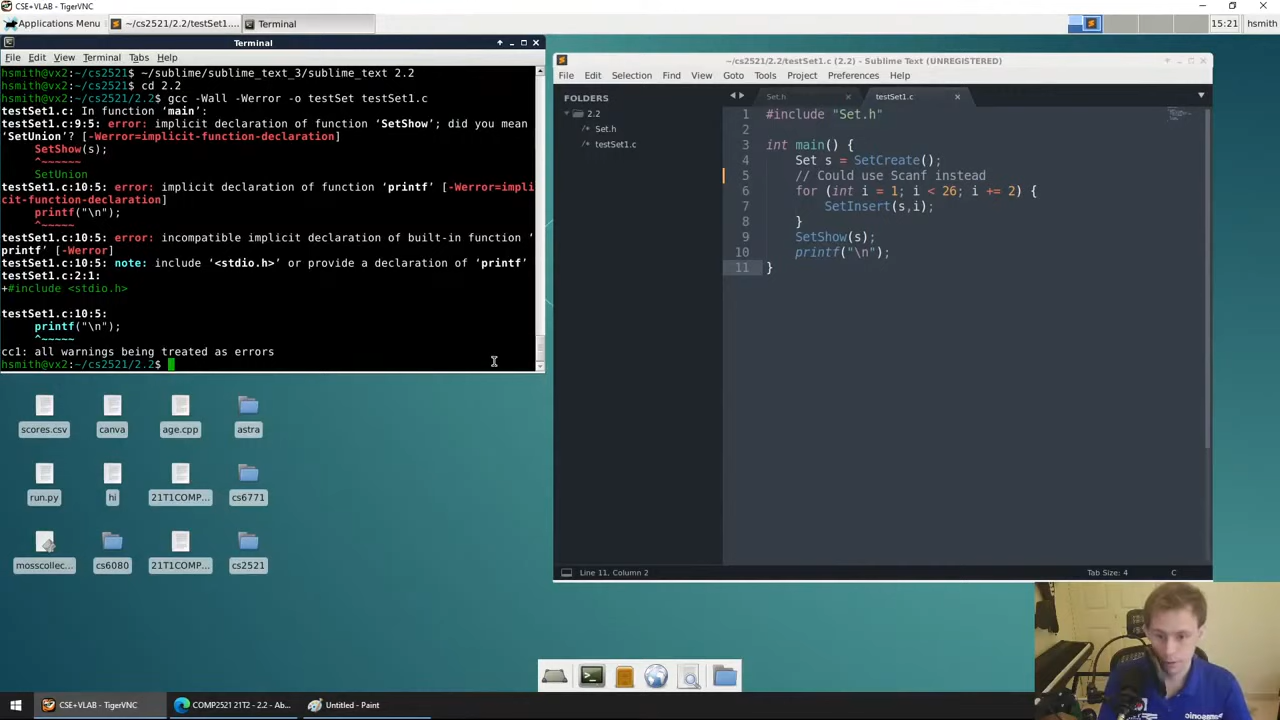 CSE+VLAB - TigerVNC
Applications Menu
~/cs2521/2.2/testSet1....
Terminal
15:21
hsmith
Terminal
File Edit View Terminal Tabs Help
hsmith@vx2:~/cs2521$ ~/sublime/sublime_text_3/sublime_text 2.2
hsmith@vx2:~/cs2521$ cd 2.2
hsmith@vx2:~/cs2521/2.2$ gcc -Wall -Werror -o testSet testSet1.c
testSet1.c: In function ‘main’:
testSet1.c:9:5: error: implicit declaration of function ‘SetShow’; did you mean
‘SetUnion’? [-Werror=implicit-function-declaration]
SetShow(s);
^~~~~~~
SetUnion
testSet1.c:10:5: error: implicit declaration of function ‘printf’ [-Werror=impli
cit-function-declaration]
printf("\n");
^~~~~~
testSet1.c:10:5: error: incompatible implicit declaration of built-in function ‘
printf’ [-Werror]
testSet1.c:10:5: note: include ‘<stdio.h>’ or provide a declaration of ‘printf’
testSet1.c:2:1:
+#include <stdio.h>
testSet1.c:10:5:
printf("\n");
^~~~~~
cc1: all warnings being treated as errors
hsmith@vx2:~/cs2521/2.2$
~/cs2521/2.2/testSet1.c (2.2) - Sublime Text (UNREGISTERED)
File Edit Selection Find View Goto Tools Project Preferences Help
FOLDERS
2.2
Set.h
testSet1.c
Set.h
testSet1.c
1 #include "Set.h"
2
3 int main() {
4 Set s = SetCreate();
5 // Could use Scanf instead
6 for (int i = 1; i < 26; i += 2) {
7 SetInsert(s,i);
8 }
9 SetShow(s);
10 printf("\n");
11 }
Line 11, Column 2
Tab Size: 4
C
scores.csv
canva
age.cpp
astra
run.py
hi
21T1COMP...
cs6771
mosscollec...
cs6080
21T1COMP...
cs2521
CSE+VLAB - TigerVNC
COMP2521 21T2 - 2.2 - Ab...
Untitled - Paint